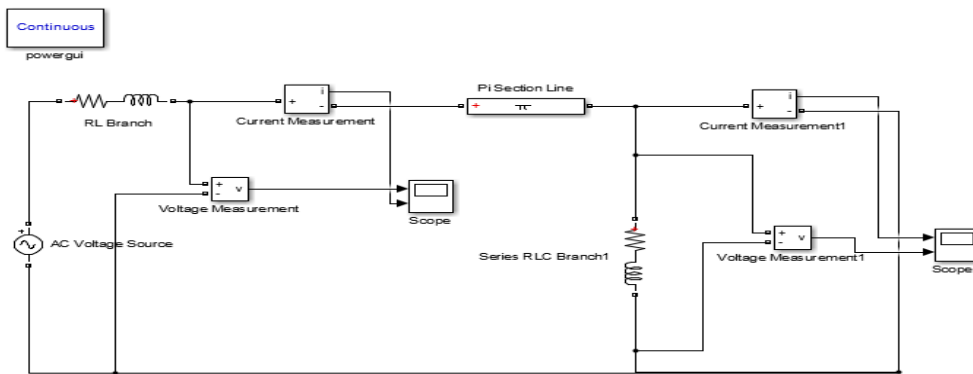 Continuous
powergui
RL Branch
+
i
-
Current Measurement
Pi Section Line
+
+
i
-
Current Measurement1
+
-
v
Voltage Measurement
Scope
+
AC Voltage Source
Series RLC Branch1
+
-
v
Voltage Measurement1
Scope